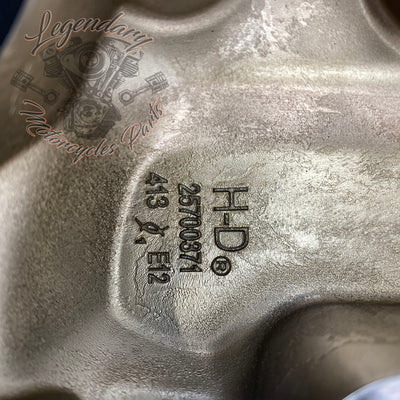 Legendary
Motorcycles Parts
H-D®
25700371
413 E12